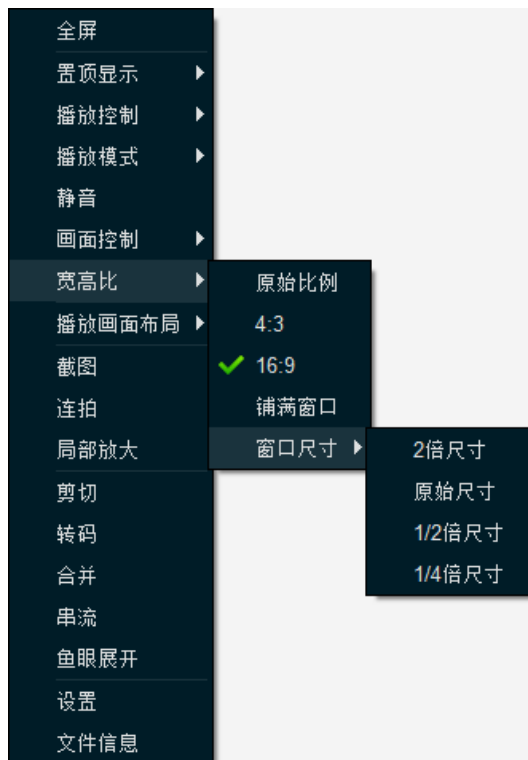 全屏
置顶显示
播放控制
播放模式
静音
画面控制
宽高比
播放画面布局
截图
连拍
局部放大
剪切
转码
合并
串流
鱼眼展开
设置
文件信息
原始比例
4:3
16:9
铺满窗口
窗口尺寸
2倍尺寸
原始尺寸
1/2倍尺寸
1/4倍尺寸